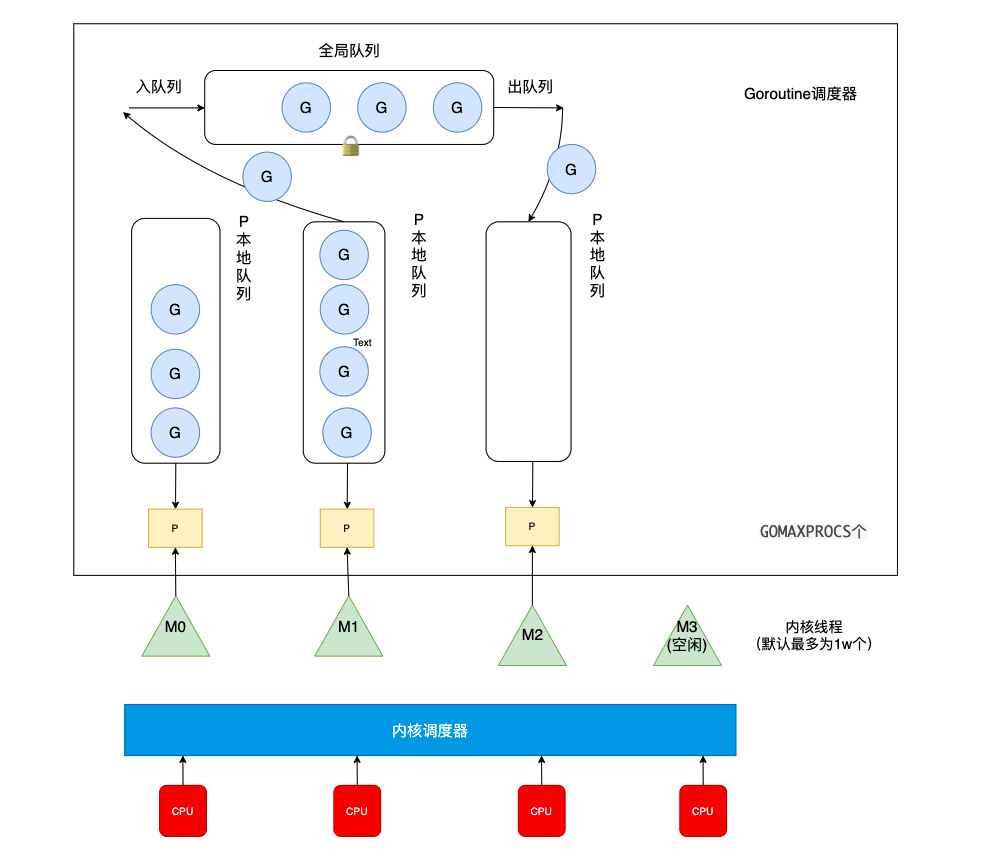 全局队列
入队列
出队列
Goroutine调度器
G
G
G
G
G
P
本
地
队
列
P
本
地
队
列
P
本
地
队
列
G
G
G
G
G
Text
G
G
P
P
P
GOMAXPROCS个
M0
M1
M2
M3
(空闲)
内核线程
(默认最多为1w个)
内核调度器
CPU
CPU
CPU
CPU